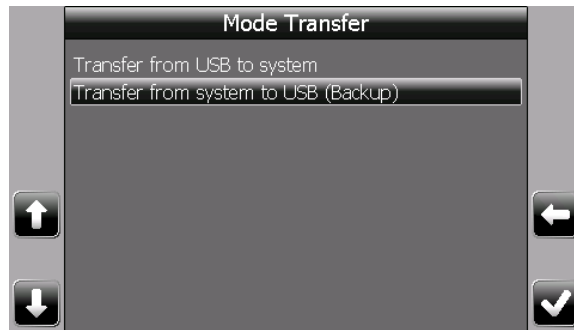 Mode Transfer
Transfer from USB to system
Transfer from system to USB (Backup)